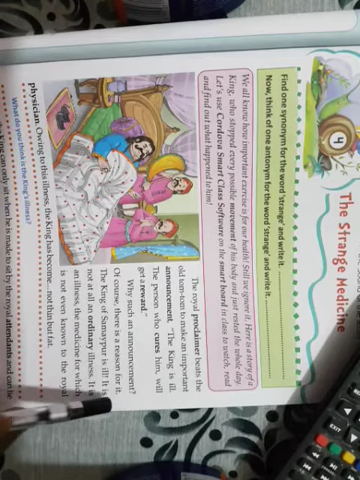 4
The Strange Medicine
Find one synonym for the word 'strange' and write it.
Now, think of one antonym for the word 'strange' and write it.
We all know how important exercise is for our health! Still we ignore it. Here is a story of a
King, who stopped every possible movement of his body and just rested the whole day.
Let's use Cordova Smart Class Software on the smart board in class to watch, read
and find out what happened to him!
The royal proclaimer beats the
old tom-tom to make an important
announcement, "The King is ill.
The person who cures him, will
get a reward."
Why such an announcement?
Of course, there is a reason for it.
The King of Samaypur is ill! It is
not at all an ordinary illness. It is
an illness, the medicine for which
is not even known to the royal
physician. Owing to this illness, the King has become... not thin but fat.
What do you think is the King's illness?
King can only sit when he is made to sit by the royal attendants and can lie
EXIT